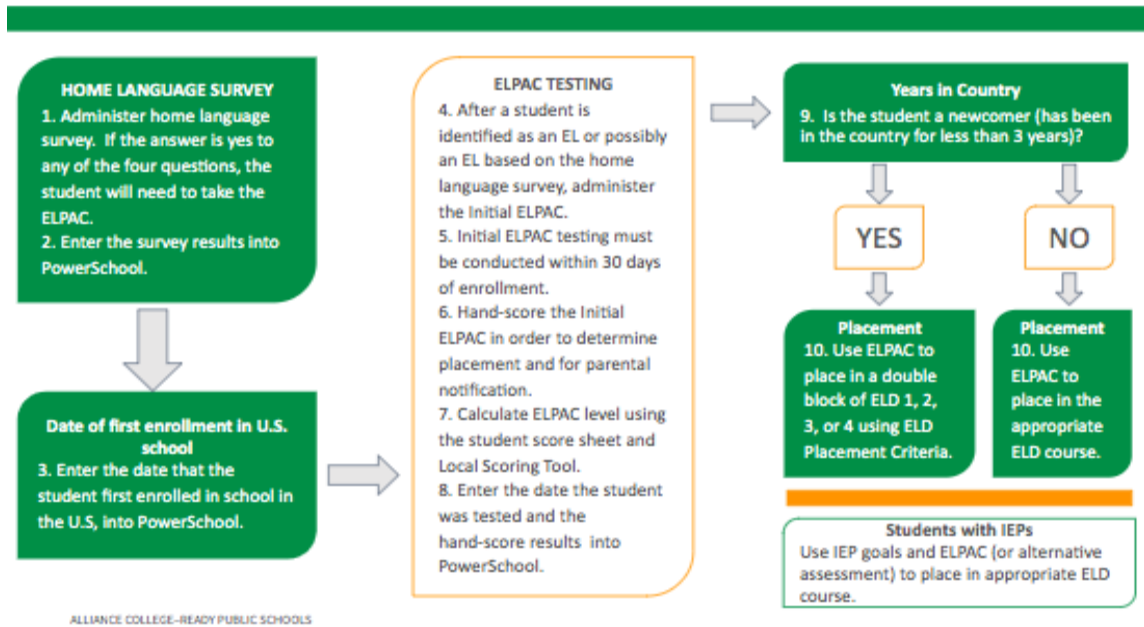 HOME LANGUAGE SURVEY
1. Administer home language
survey. If the answer is yes to
any of the four questions, the
student will need to take the
ELPAC.
2. Enter the survey results into
PowerSchool.
Date of first enrollment in U.S.
school
3. Enter the date that the
student first enrolled in school in
the U.S, into PowerSchool.
ELPAC TESTING
4. After a student is
identified as an EL or possibly
an EL based on the home
language survey, administer
the Initial ELPAC.
5. Initial ELPAC testing must
be conducted within 30 days
of enrollment.
6. Hand-score the Initial
ELPAC in order to determine
placement and for parental
notification.
7. Calculate ELPAC level using
the student score sheet and
Local Scoring Tool.
8. Enter the date the student
was tested and the
hand-score results into
PowerSchool.
Years in Country
9. Is the student a newcomer (has been
in the country for less than 3 years)?
YES
NO
Placement
10. Use ELPAC to
place in a double
block of ELD 1, 2,
3, or 4 using ELD
Placement Criteria.
Placement
10. Use
ELPAC to
place in the
appropriate
ELD course.
Students with IEPs
Use IEP goals and ELPAC (or alternative
assessment) to place in appropriate ELD
course.
ALLIANCE COLLEGE–READY PUBLIC SCHOOLS